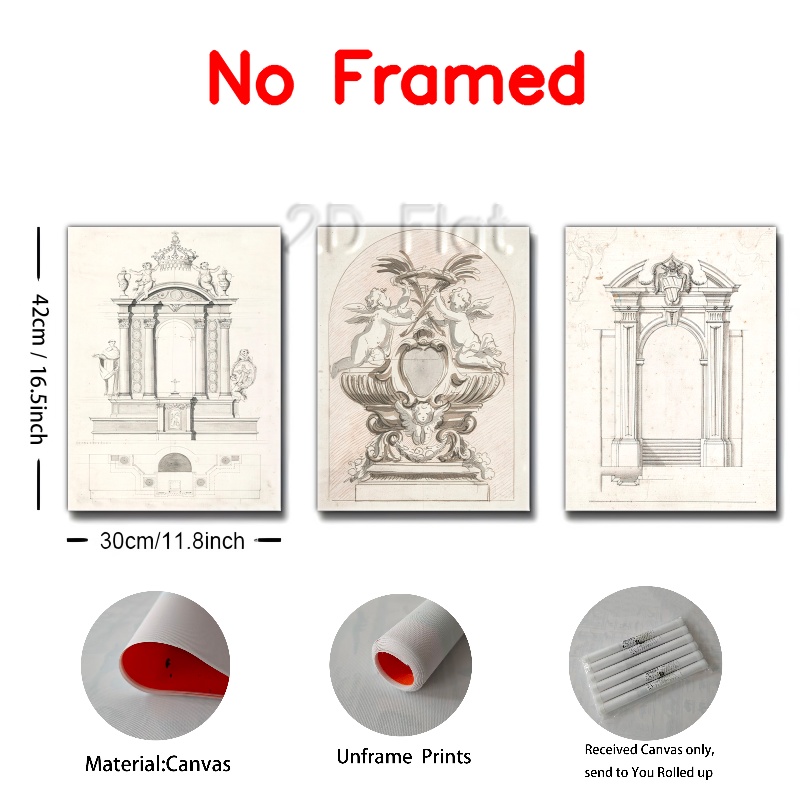 No Framed
2D Flat
42cm / 16.5inch
30cm/11.8inch
Material:Canvas
Unframe Prints
Received Canvas only,
send to You Rolled up